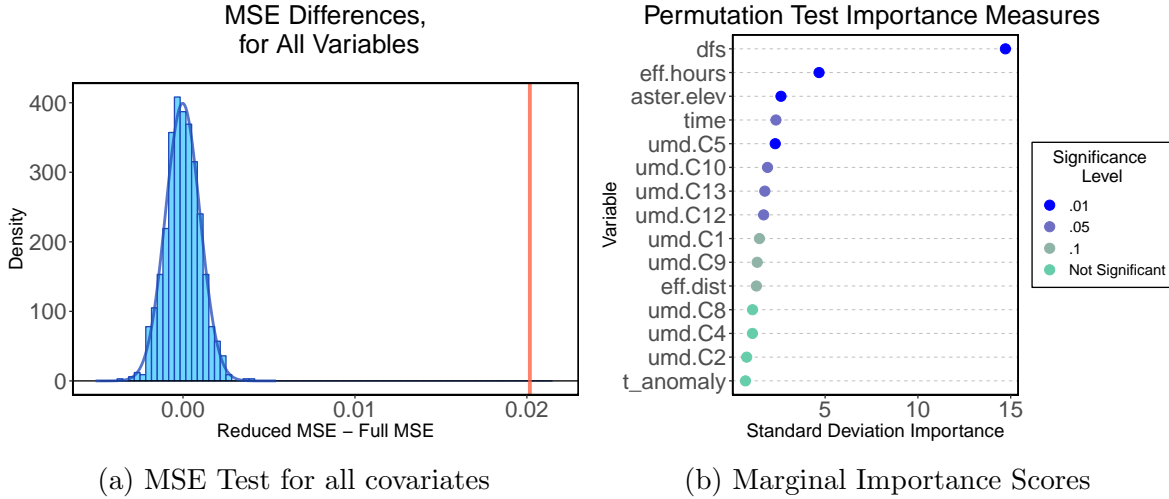 MSE Differences,
for All Variables
Density
400
300
200
100
0
0.00
0.01
0.02
Reduced MSE − Full MSE
(a) MSE Test for all covariates
Permutation Test Importance Measures
Variable
dfs
eff.hours
aster.elev
time
umd.C5
umd.C10
umd.C13
umd.C12
umd.C1
umd.C9
eff.dist
umd.C8
umd.C4
umd.C2
t_anomaly
5
10
15
Standard Deviation Importance
Significance
Level
.01
.05
.1
Not Significant
(b) Marginal Importance Scores